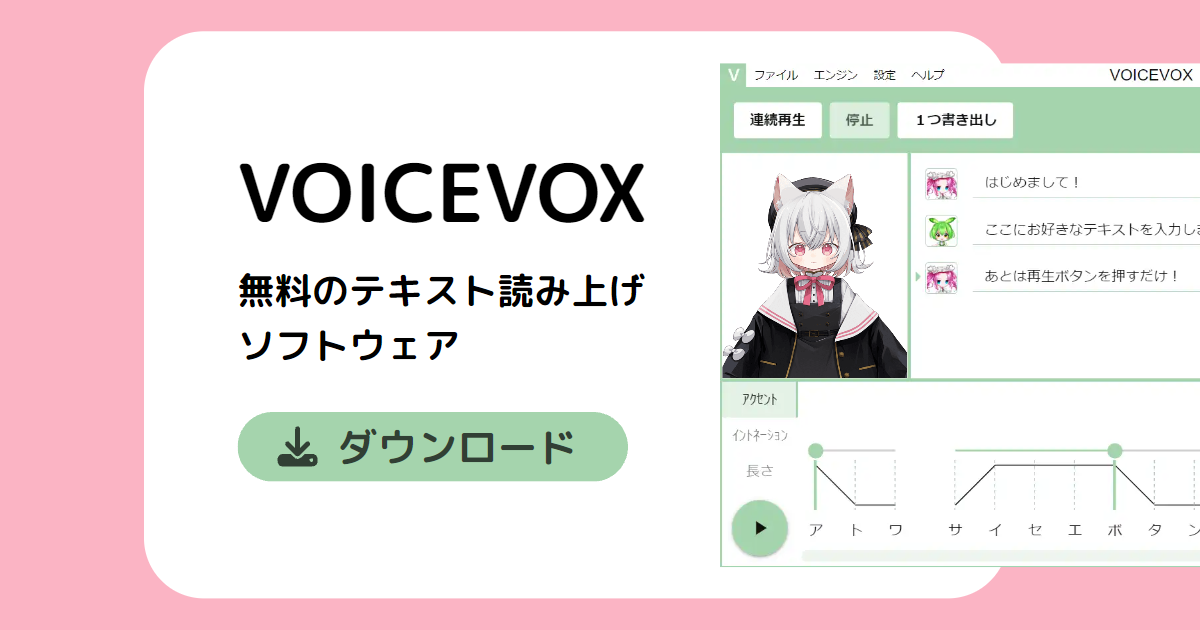 VOICEVOX
無料のテキスト読み上げ
ソフトウェア
ダウンロード
V ファイル エンジン 設定 ヘルプ VOICEVOX
連続再生 停止 1つ書き出し
はじめまして！
ここにお好きなテキストを入力し
あとは再生ボタンを押すだけ！
アクセント
イントネーション
長さ
ア ト ワ サ イ セ エ ボ タ ン